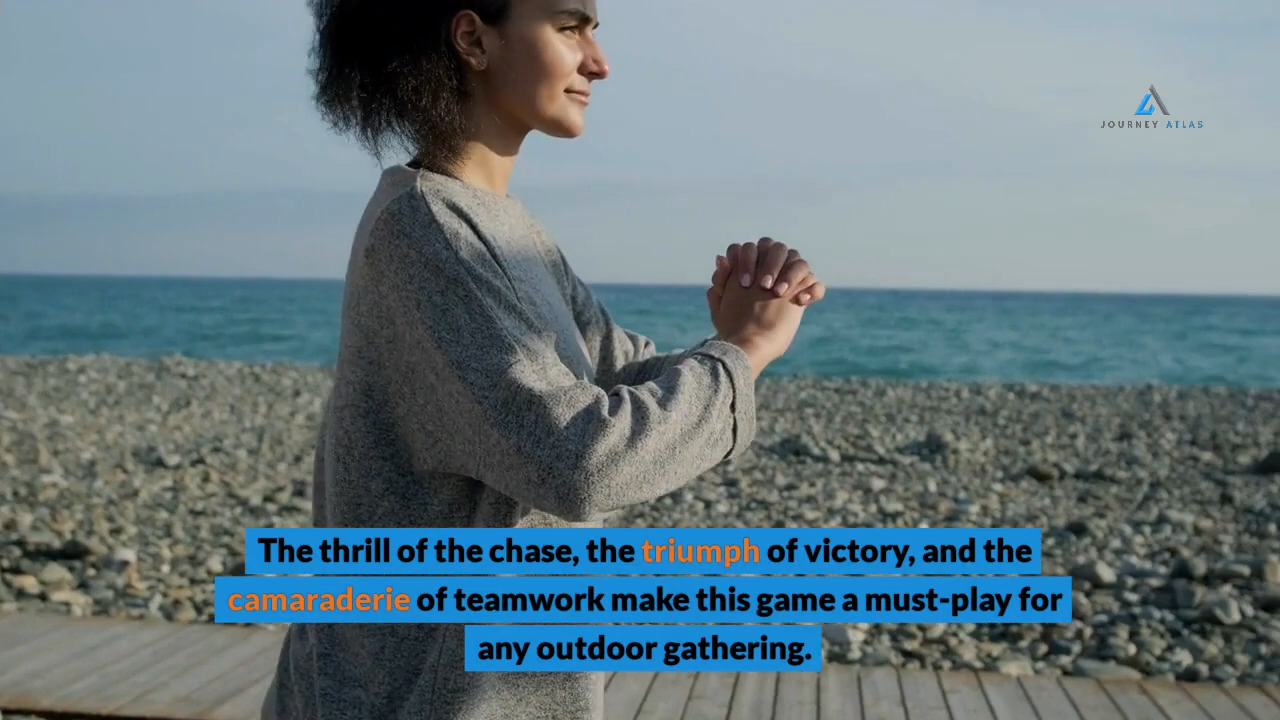 JOURNEY ATLAS
The thrill of the chase, the triumph of victory, and the
camaraderie of teamwork make this game a must-play for
any outdoor gathering.